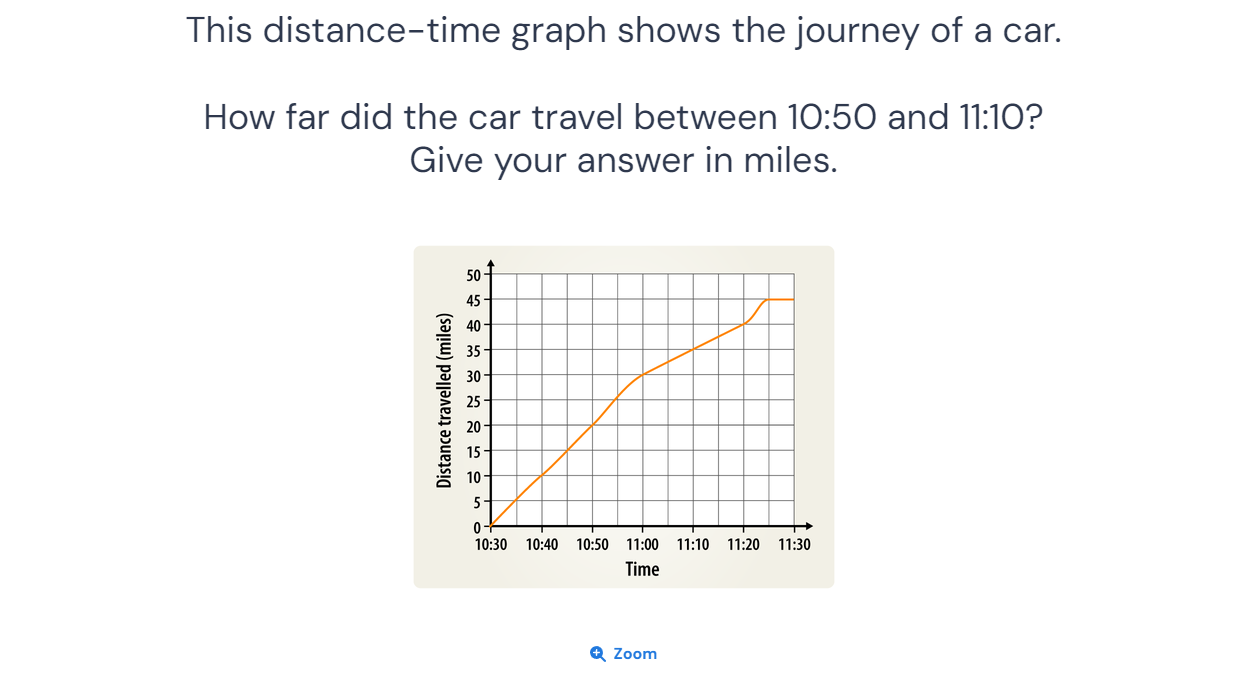 This distance-time graph shows the journey of a car.
How far did the car travel between 10:50 and 11:10?
Give your answer in miles.
Distance travelled (miles)
50
45
40
35
30
25
20
15
10
5
0
10:30 10:40 10:50 11:00 11:10 11:20 11:30
Time
Zoom